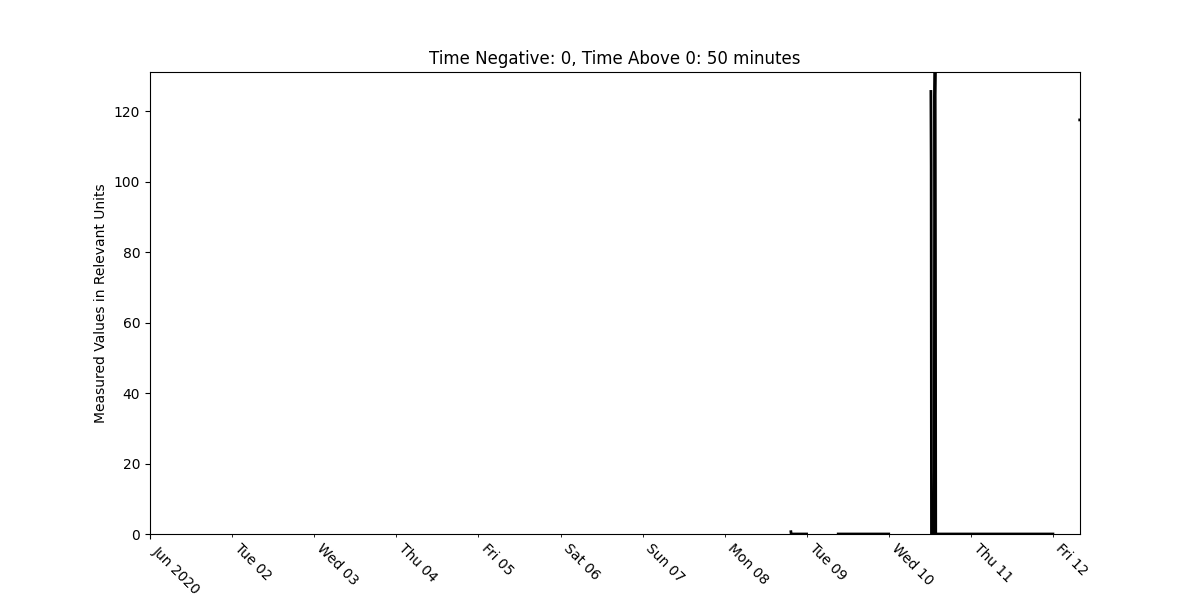 Time Negative: 0, Time Above 0: 50 minutes
Measured Values in Relevant Units
120
100
80
60
40
20
0
Jun 2020
Tue 02
Wed 03
Thu 04
Fri 05
Sat 06
Sun 07
Mon 08
Tue 09
Wed 10
Thu 11
Fri 12